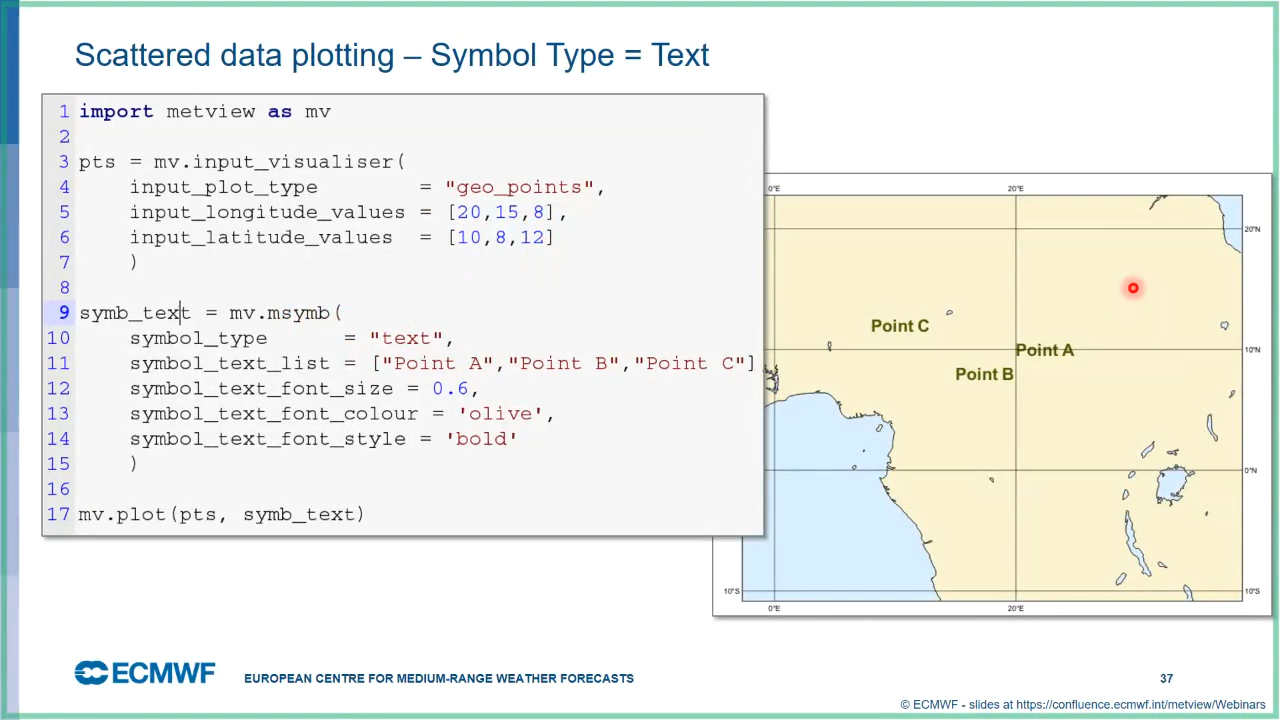 Scattered data plotting – Symbol Type = Text
1 import metview as mv
2
3 pts = mv.input_visualiser(
4     input_plot_type        = "geo_points",
5     input_longitude_values = [20,15,8],
6     input_latitude_values  = [10,8,12]
7     )
8
9 symb_text = mv.msymb(
10     symbol_type      = "text",
11     symbol_text_list = ["Point A","Point B","Point C"]
12     symbol_text_font_size = 0.6,
13     symbol_text_font_colour = 'olive',
14     symbol_text_font_style = 'bold'
15     )
16
17 mv.plot(pts, symb_text)
0°E 20°E
20°N
Point C
10°N
Point A
Point B
0°N
10°S 10°S
0°E 20°E
ECMWF EUROPEAN CENTRE FOR MEDIUM-RANGE WEATHER FORECASTS 37
© ECMWF - slides at https://confluence.ecmwf.int/metview/Webinars